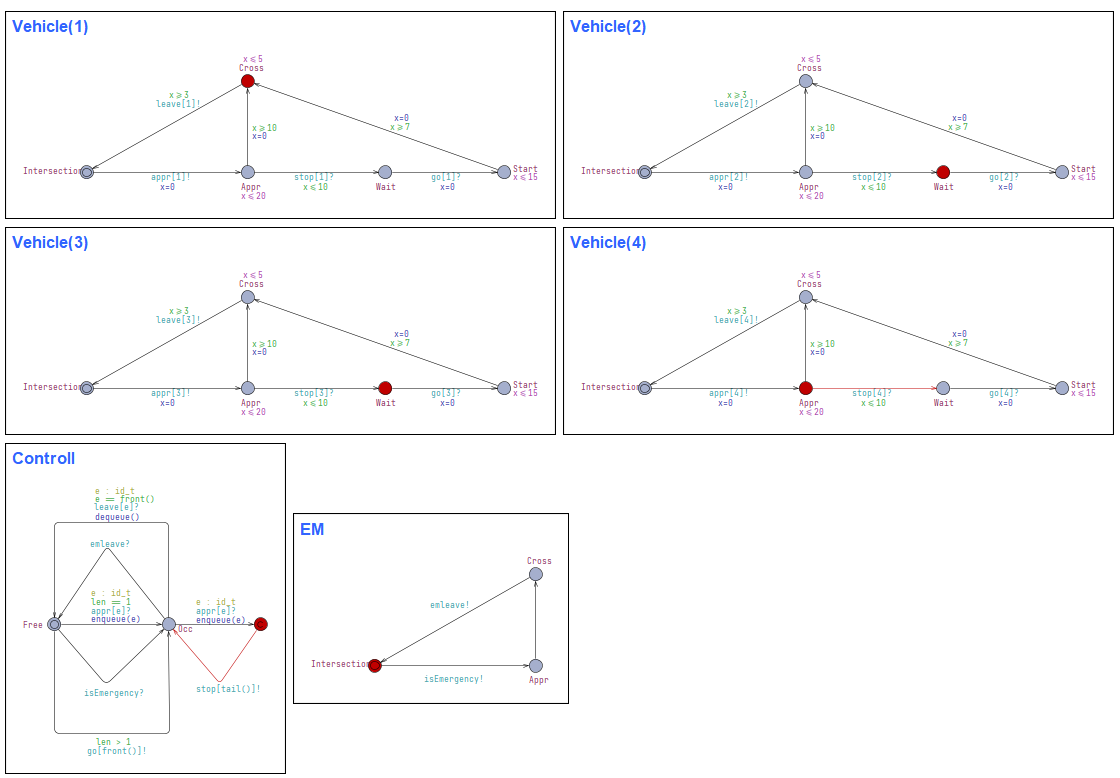 Vehicle(1)
x<=5
Cross
x>=3
leave[1]!
x>=10
x=0
x=0
x>=7
Intersection
appr[1]!
x=0
Appr
x<=20
stop[1]?
x<=10
Wait
go[1]?
x=0
Start
x<=15
Vehicle(2)
x<=5
Cross
x>=3
leave[2]!
x>=10
x=0
x=0
x>=7
Intersection
appr[2]!
x=0
Appr
x<=20
stop[2]?
x<=10
Wait
go[2]?
x=0
Start
x<=15
Vehicle(3)
x<=5
Cross
x>=3
leave[3]!
x>=10
x=0
x=0
x>=7
Intersection
appr[3]!
x=0
Appr
x<=20
stop[3]?
x<=10
Wait
go[3]?
x=0
Start
x<=15
Vehicle(4)
x<=5
Cross
x>=3
leave[4]!
x>=10
x=0
x=0
x>=7
Intersection
appr[4]!
x=0
Appr
x<=20
stop[4]?
x<=10
Wait
go[4]?
x=0
Start
x<=15
Controll
e : id_t
e == front()
leave[e]?
dequeue()
emleave?
e : id_t
len == 1
appr[e]?
enqueue(e)
e : id_t
appr[e]?
enqueue(e)
Free
Occ
isEmergency?
stop[tail()]!
len > 1
go[front()]!
EM
Cross
emleave!
Intersection
isEmergency!
Appr